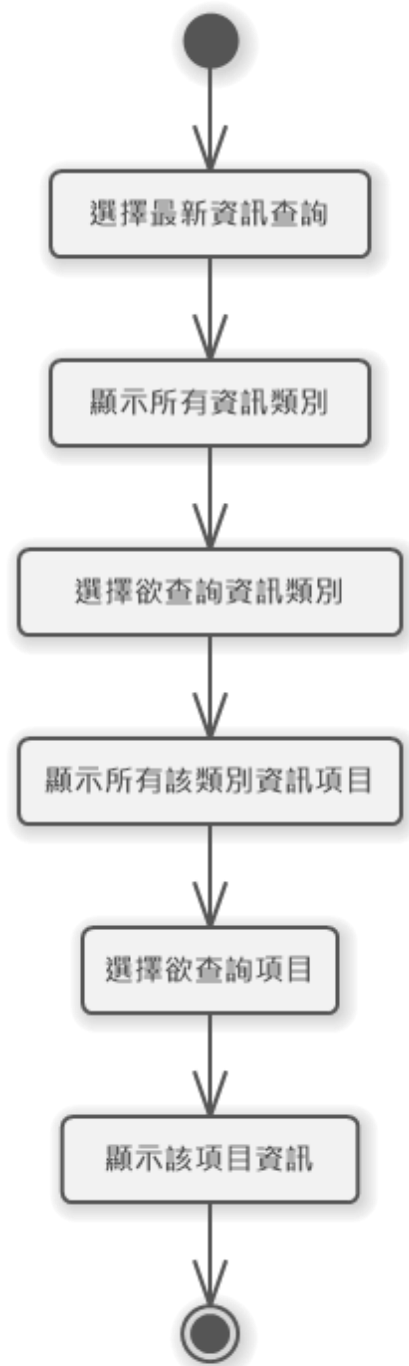 選擇最新資訊查詢
顯示所有資訊類別
選擇欲查詢資訊類別
顯示所有該類別資訊項目
選擇欲查詢項目
顯示該項目資訊